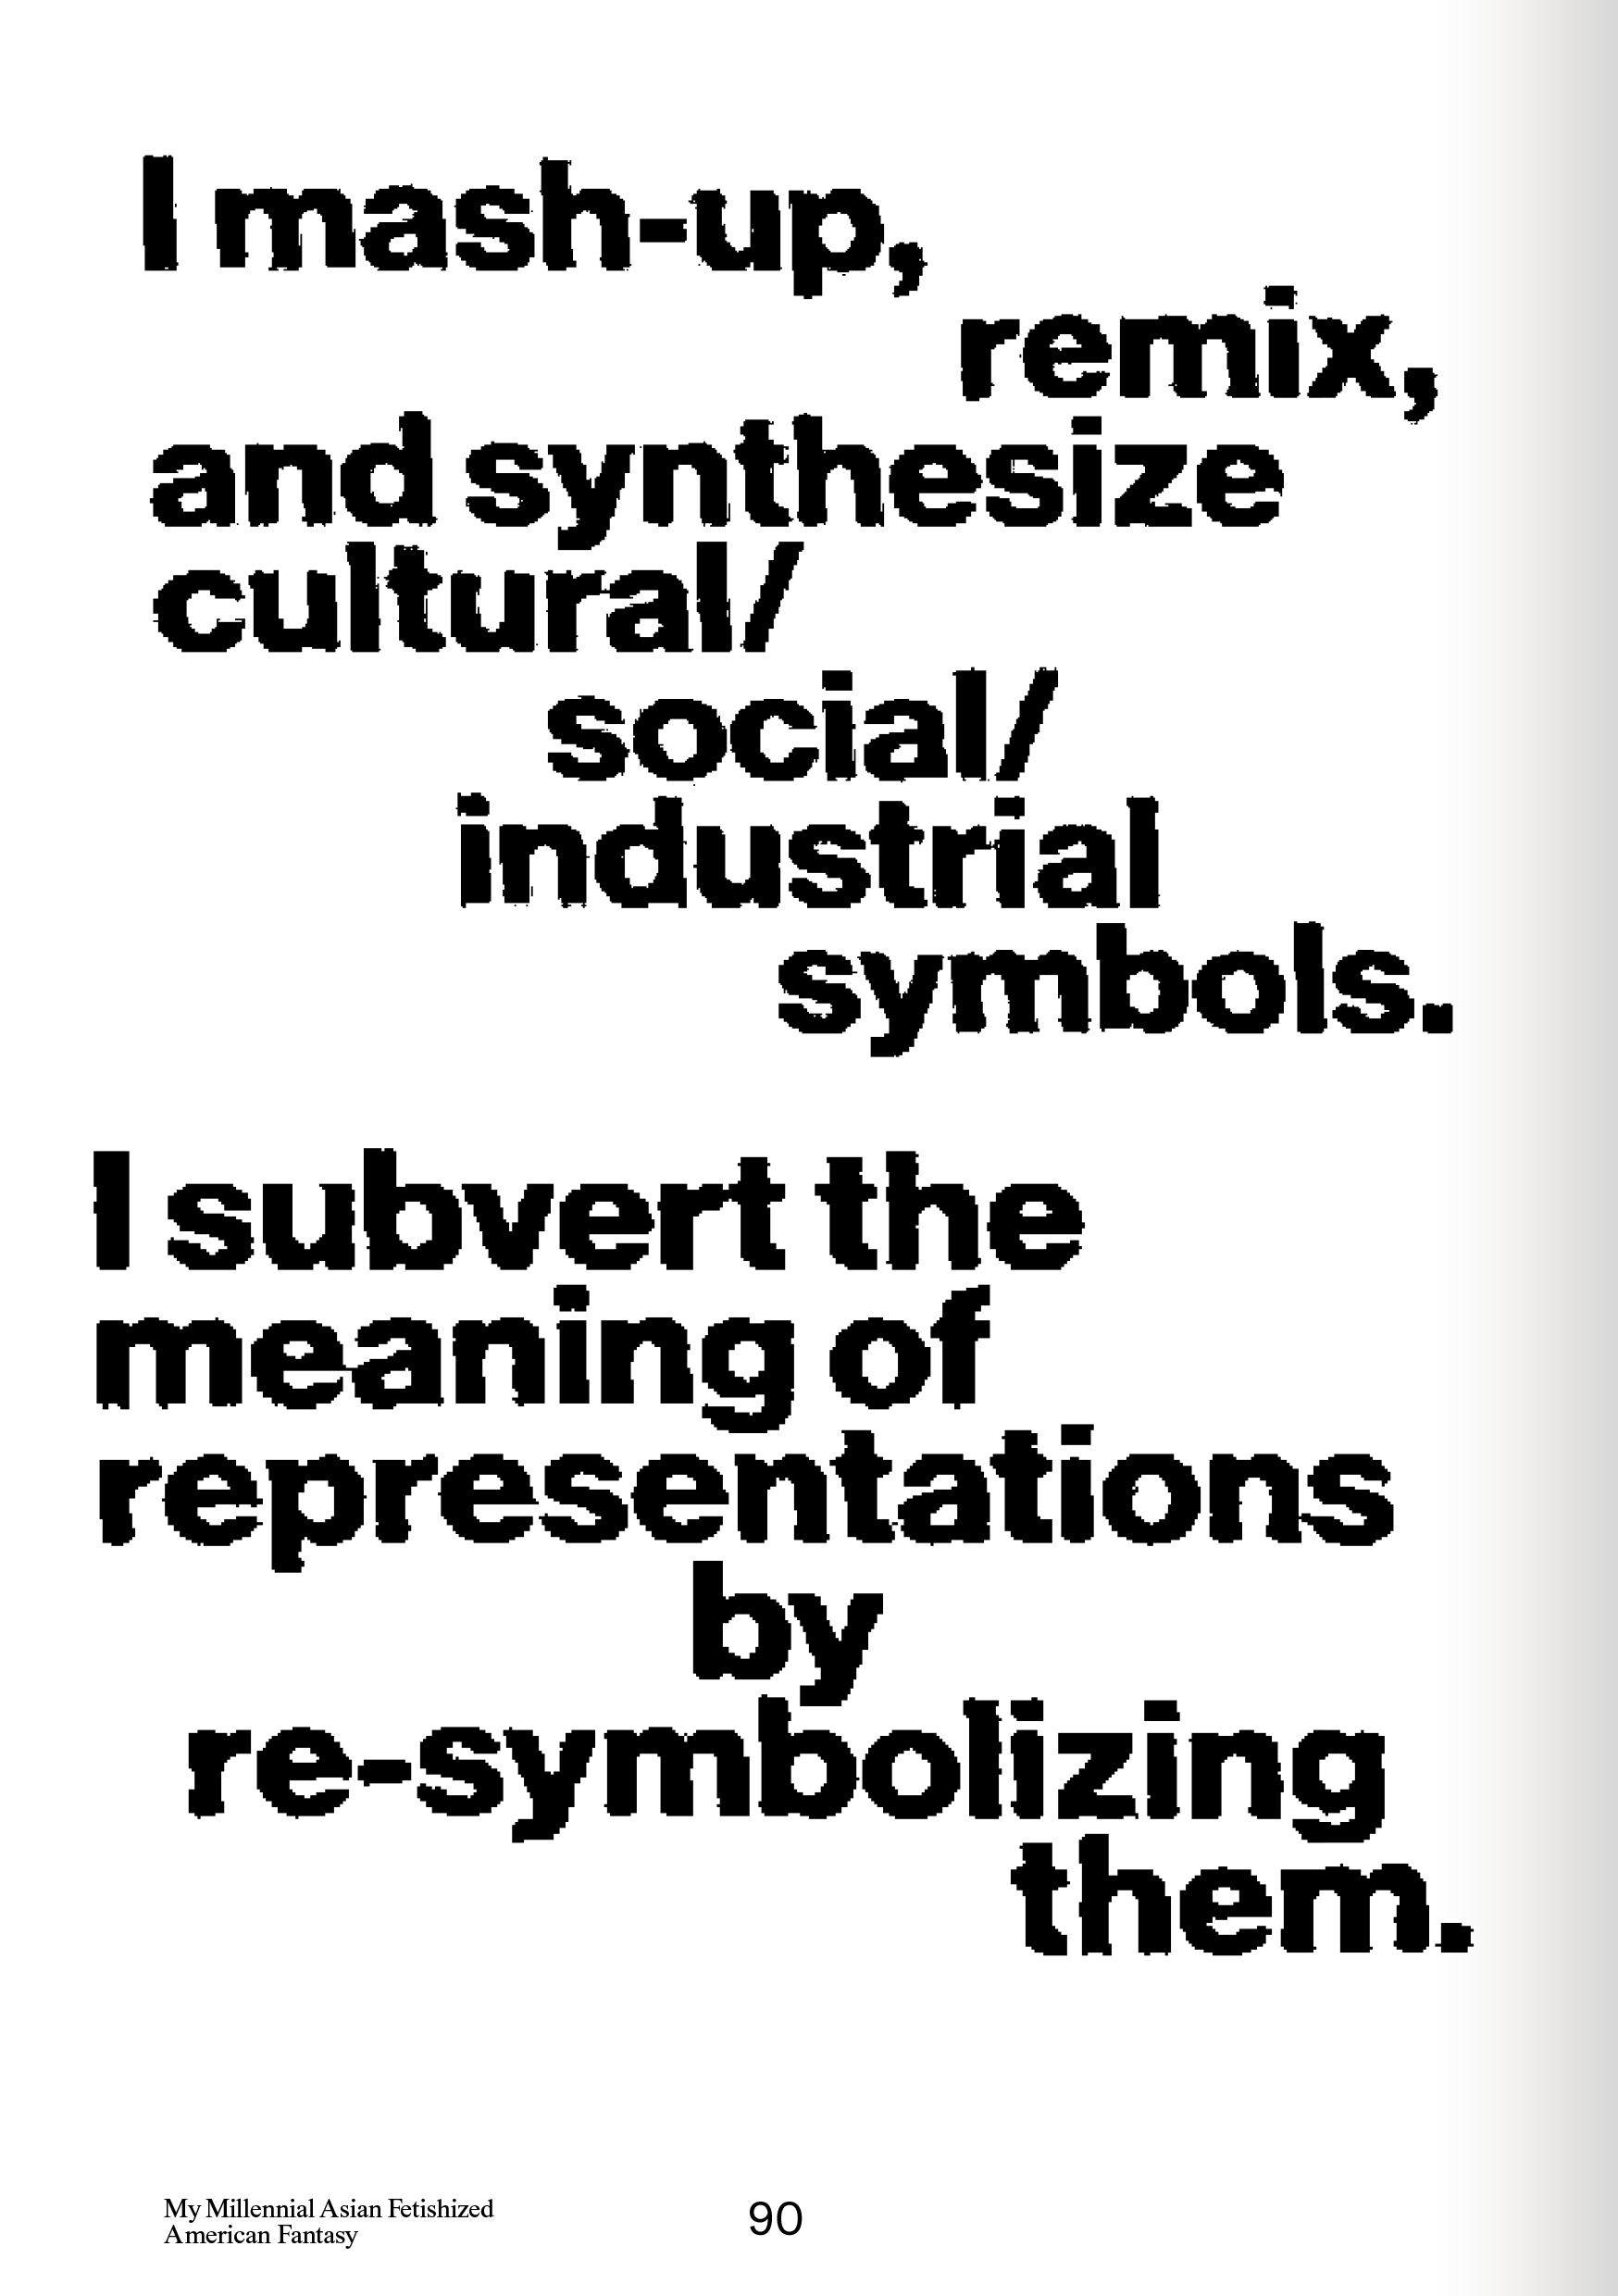 I mash-up,
remix,
and synthesize
cultural/
social/
industrial
symbols.
I subvert the
meaning of
representations
by
re-symbolizing
them.
My Millennial Asian Fetishized
American Fantasy
90